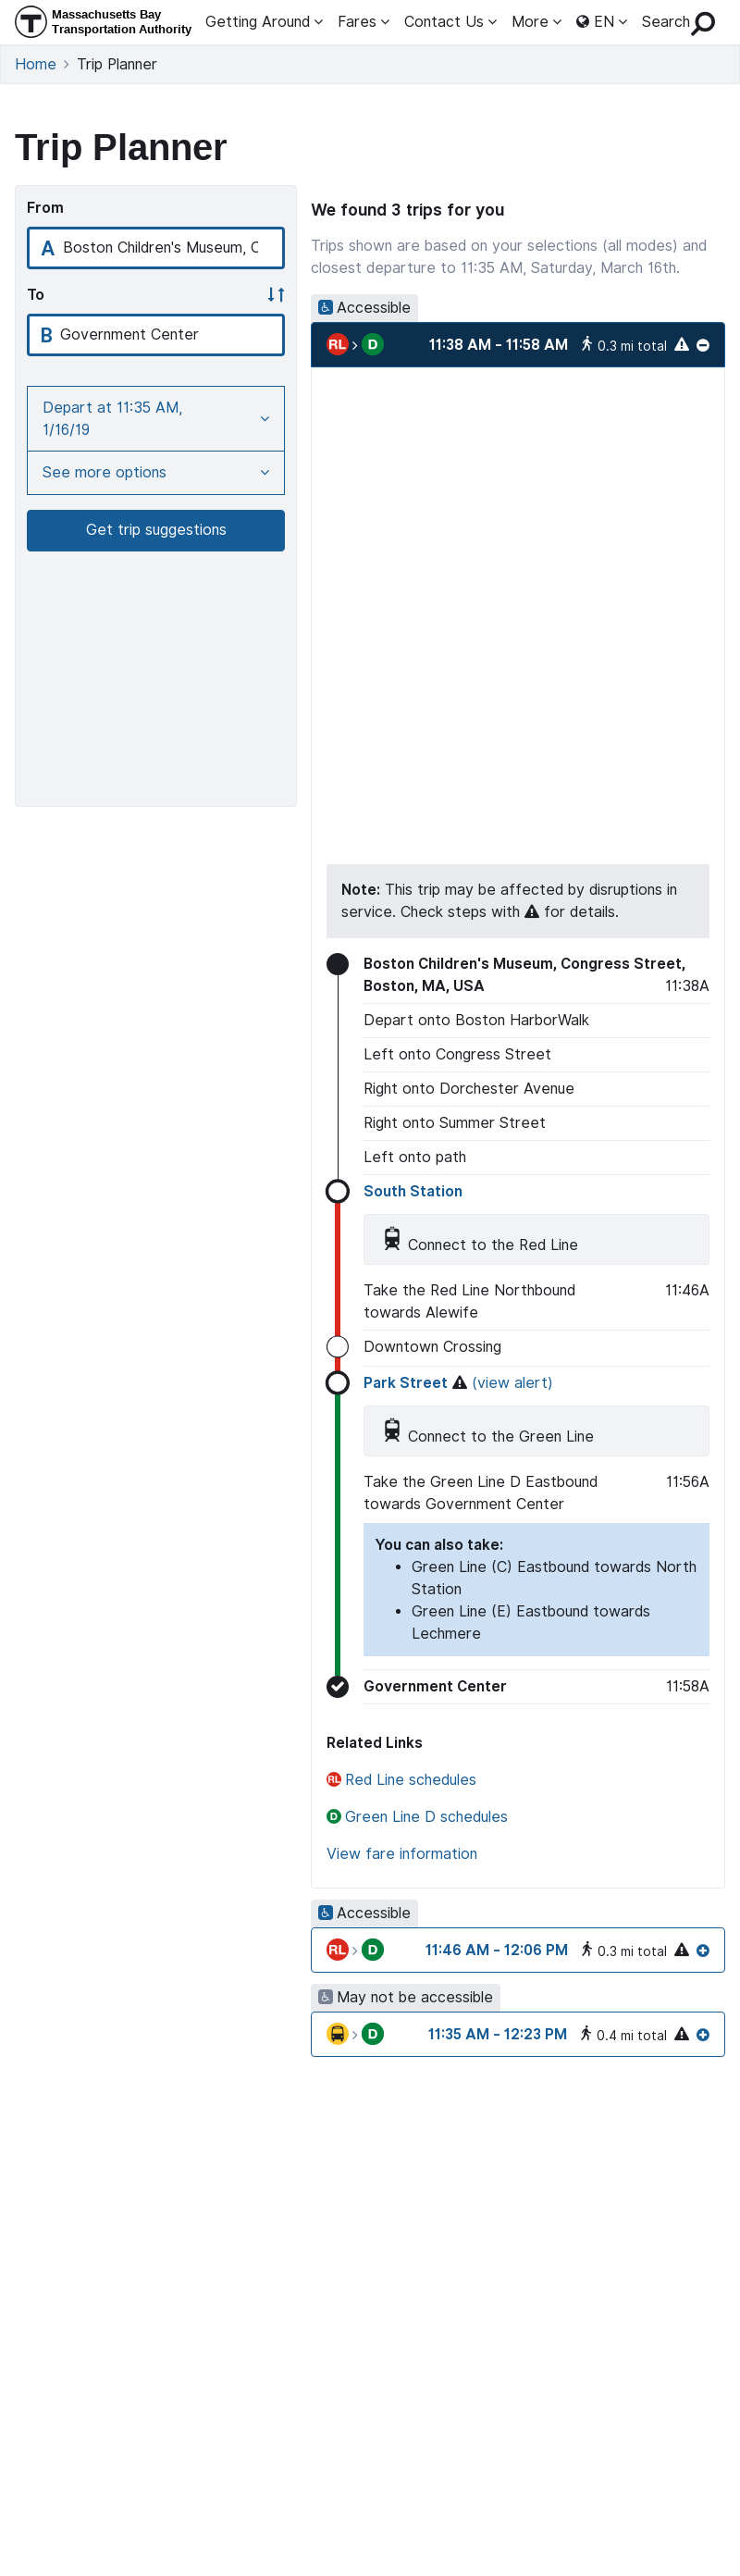 Massachusetts Bay
Transportation Authority
Getting Around
Fares
Contact Us
More
EN
Search
Home > Trip Planner
Trip Planner
From
A Boston Children's Museum, C
To
B Government Center
Depart at 11:35 AM,
1/16/19
See more options
Get trip suggestions
We found 3 trips for you
Trips shown are based on your selections (all modes) and
closest departure to 11:35 AM, Saturday, March 16th.
Accessible
RL > D 11:38 AM - 11:58 AM 0.3 mi total
Note: This trip may be affected by disruptions in
service. Check steps with for details.
Boston Children's Museum, Congress Street,
Boston, MA, USA 11:38A
Depart onto Boston HarborWalk
Left onto Congress Street
Right onto Dorchester Avenue
Right onto Summer Street
Left onto path
South Station
Connect to the Red Line
Take the Red Line Northbound 11:46A
towards Alewife
Downtown Crossing
Park Street (view alert)
Connect to the Green Line
Take the Green Line D Eastbound 11:56A
towards Government Center
You can also take:
• Green Line (C) Eastbound towards North
Station
• Green Line (E) Eastbound towards
Lechmere
Government Center 11:58A
Related Links
RL Red Line schedules
D Green Line D schedules
View fare information
Accessible
RL > D 11:46 AM - 12:06 PM 0.3 mi total
May not be accessible
> D 11:35 AM - 12:23 PM 0.4 mi total